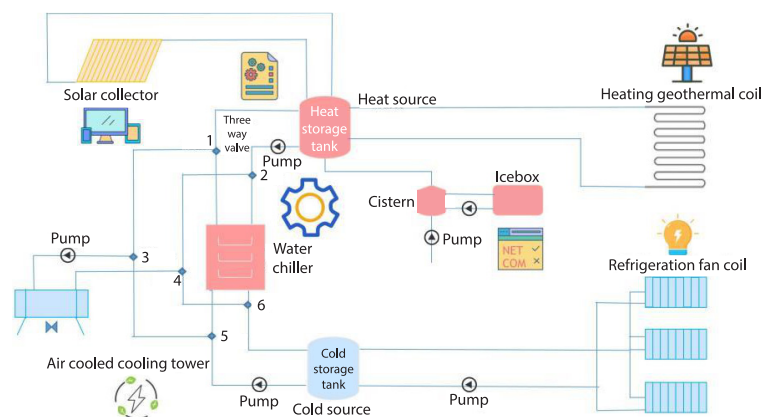 Solar collector
Heat source
Heating geothermal coil
Heat
storage
tank
1
Three
way
valve
Pump
2
Icebox
Cistern
Pump
NET
COM
Water
chiller
Pump
3
4
Refrigeration fan coil
6
5
Air cooled cooling tower
Cold
storage
tank
Pump
Cold source
Pump